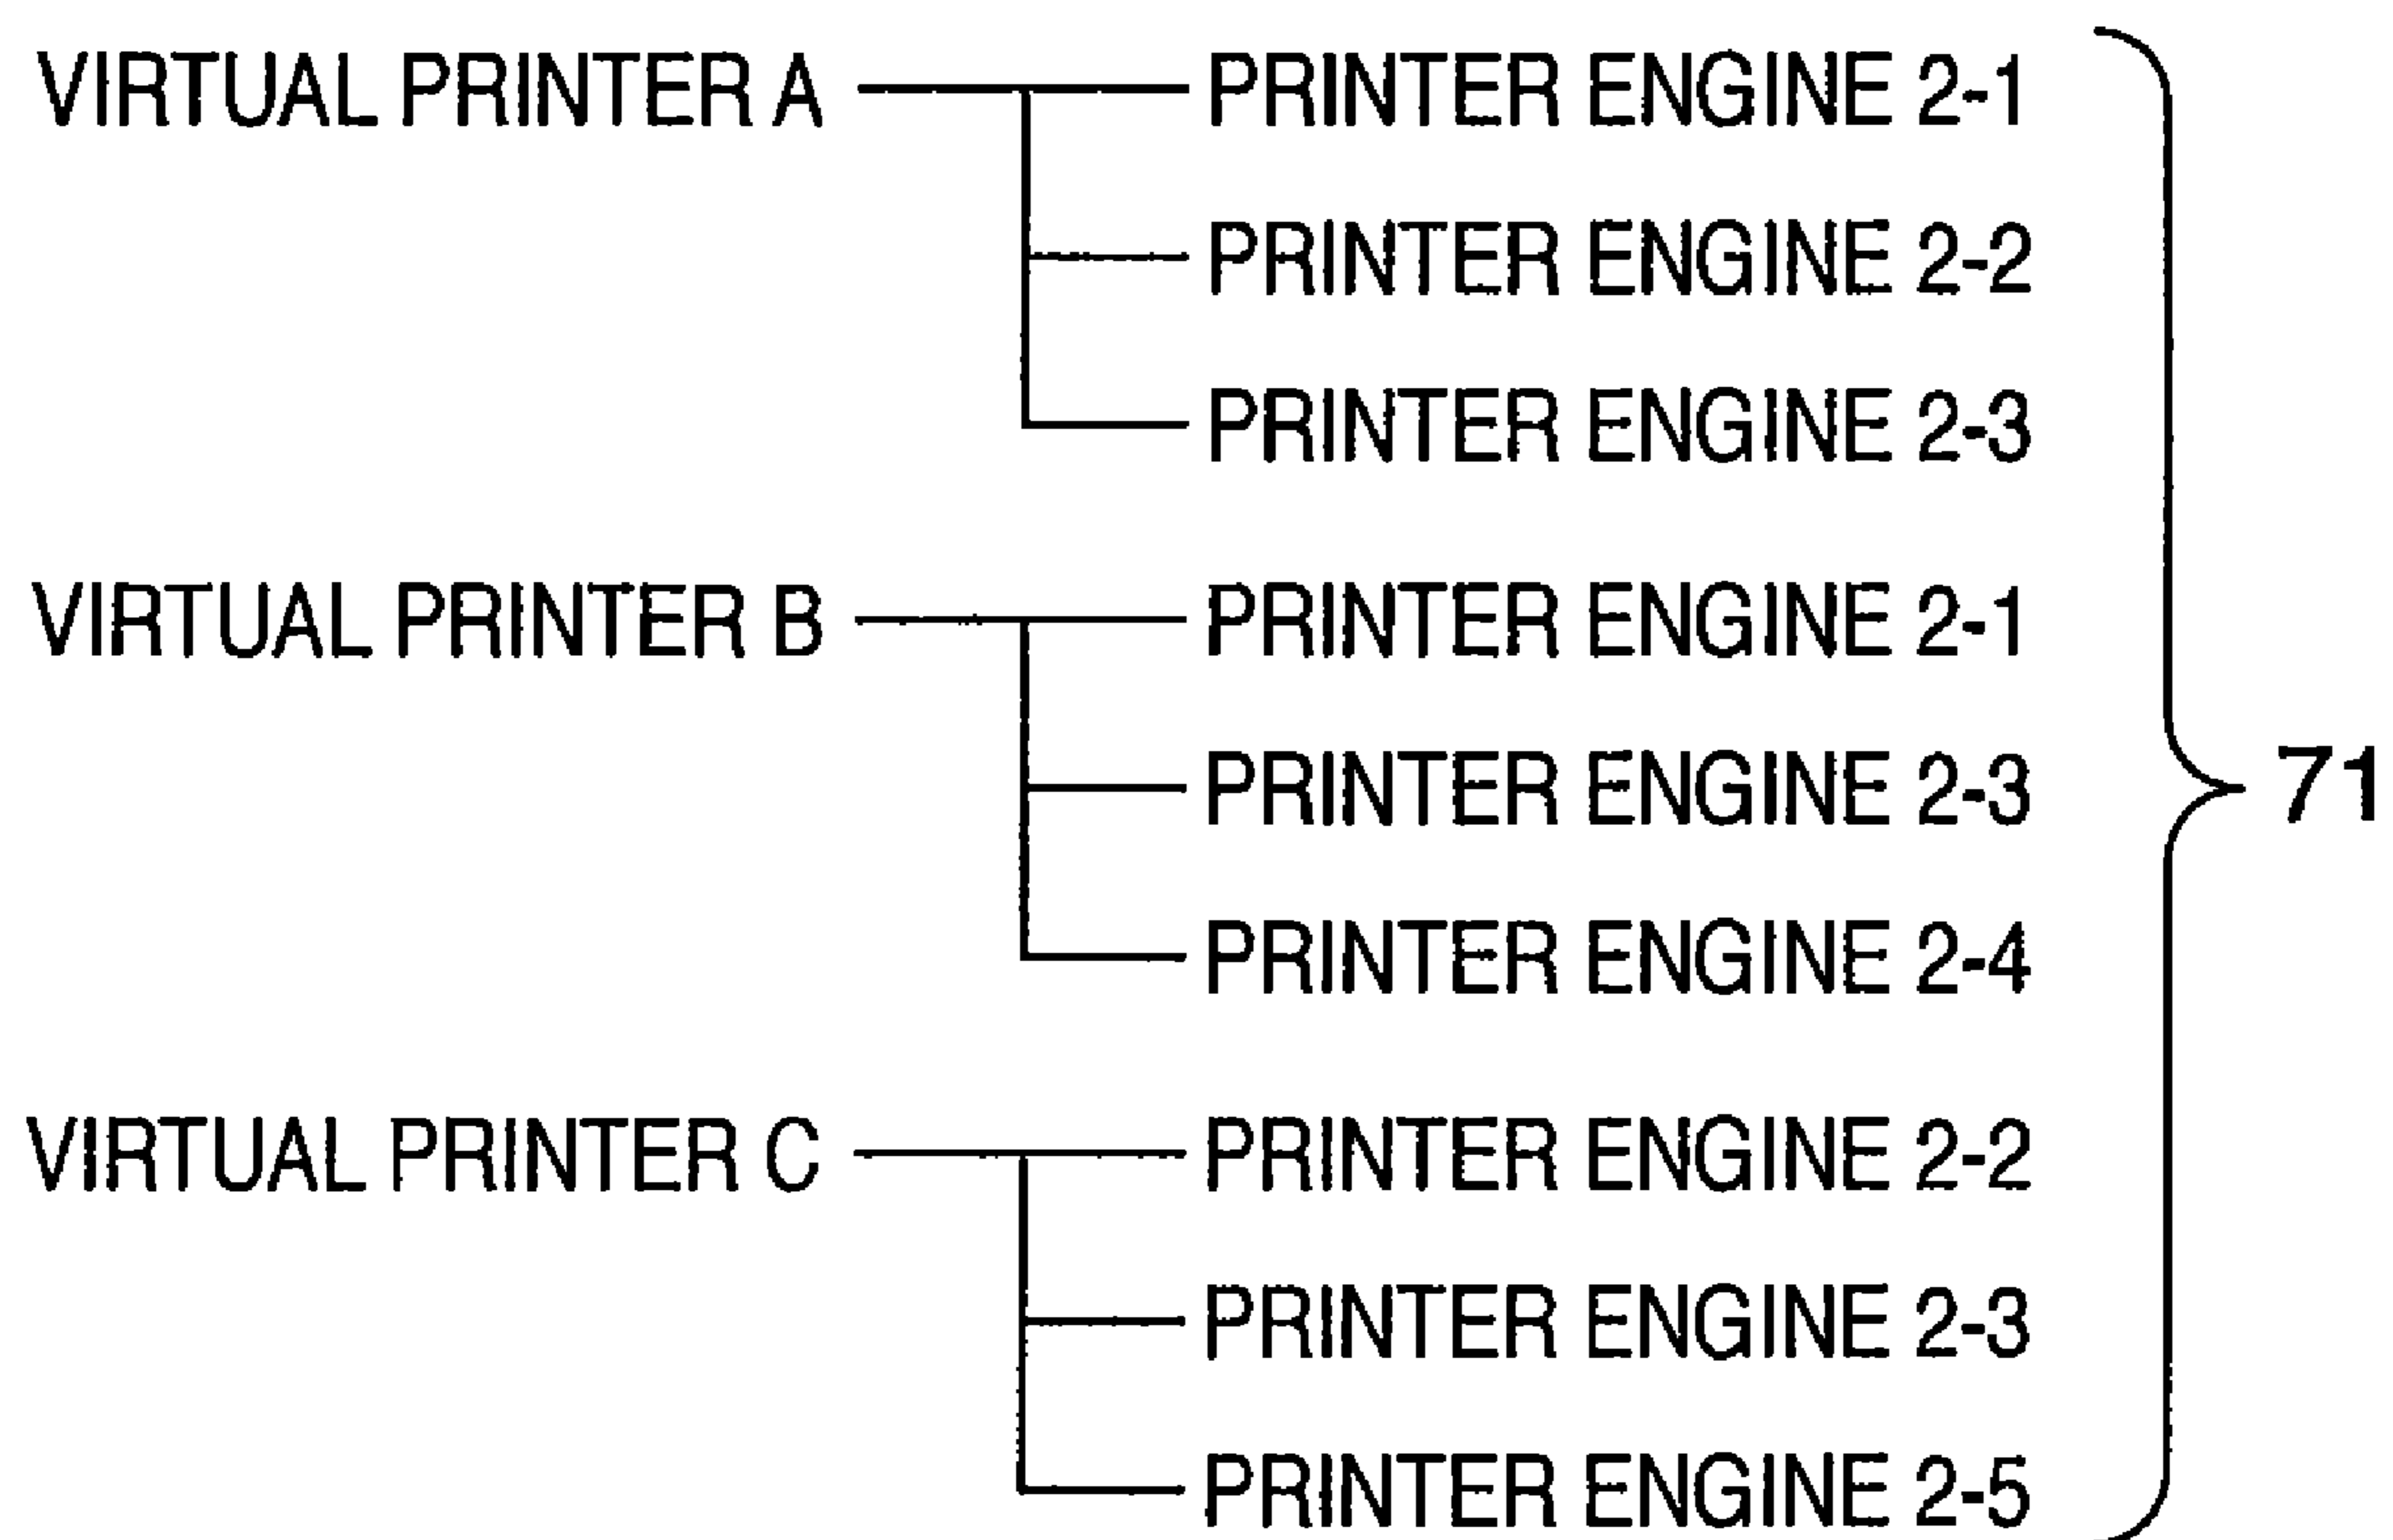 VIRTUAL PRINTER A PRINTER ENGINE 2-1
PRINTER ENGINE 2-2
PRINTER ENGINE 2-3
VIRTUAL PRINTER B PRINTER ENGINE 2-1
PRINTER ENGINE 2-3
71
PRINTER ENGINE 2-4
VIRTUAL PRINTER C PRINTER ENGINE 2-2
PRINTER ENGINE 2-3
PRINTER ENGINE 2-5